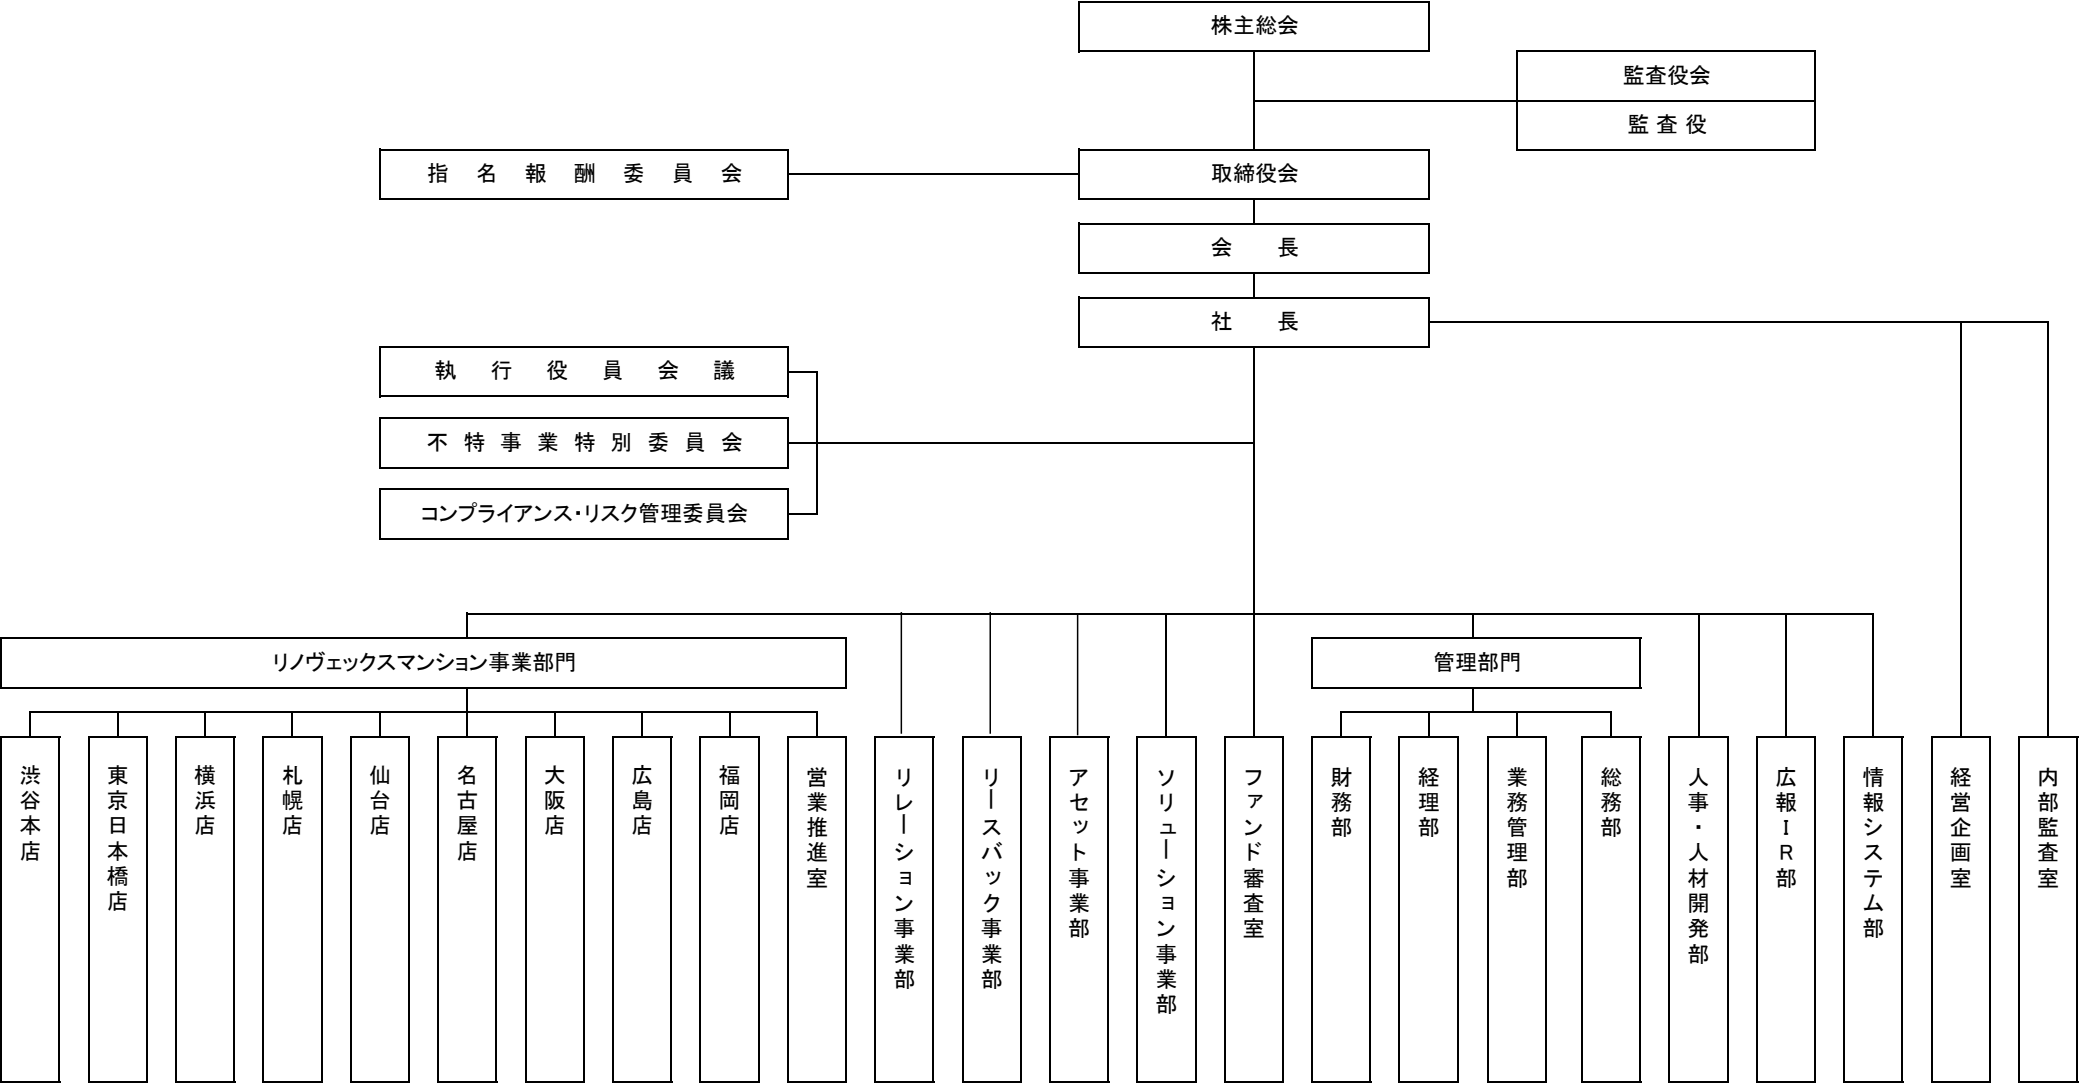 株主総会
監査役会
監査役
指名報酬委員会
取締役会
会　　長
社　　長
執行役員会議
不特事業特別委員会
コンプライアンス・リスク管理委員会
リノヴェックスマンション事業部門
管理部門
渋谷本店
東京日本橋店
横浜店
札幌店
仙台店
名古屋店
大阪店
広島店
福岡店
営業推進室
リレーション事業部
リースバック事業部
アセット事業部
ソリューション事業部
ファンド審査室
財務部
経理部
業務管理部
総務部
人事・人材開発部
広報ＩＲ部
情報システム部
経営企画室
内部監査室